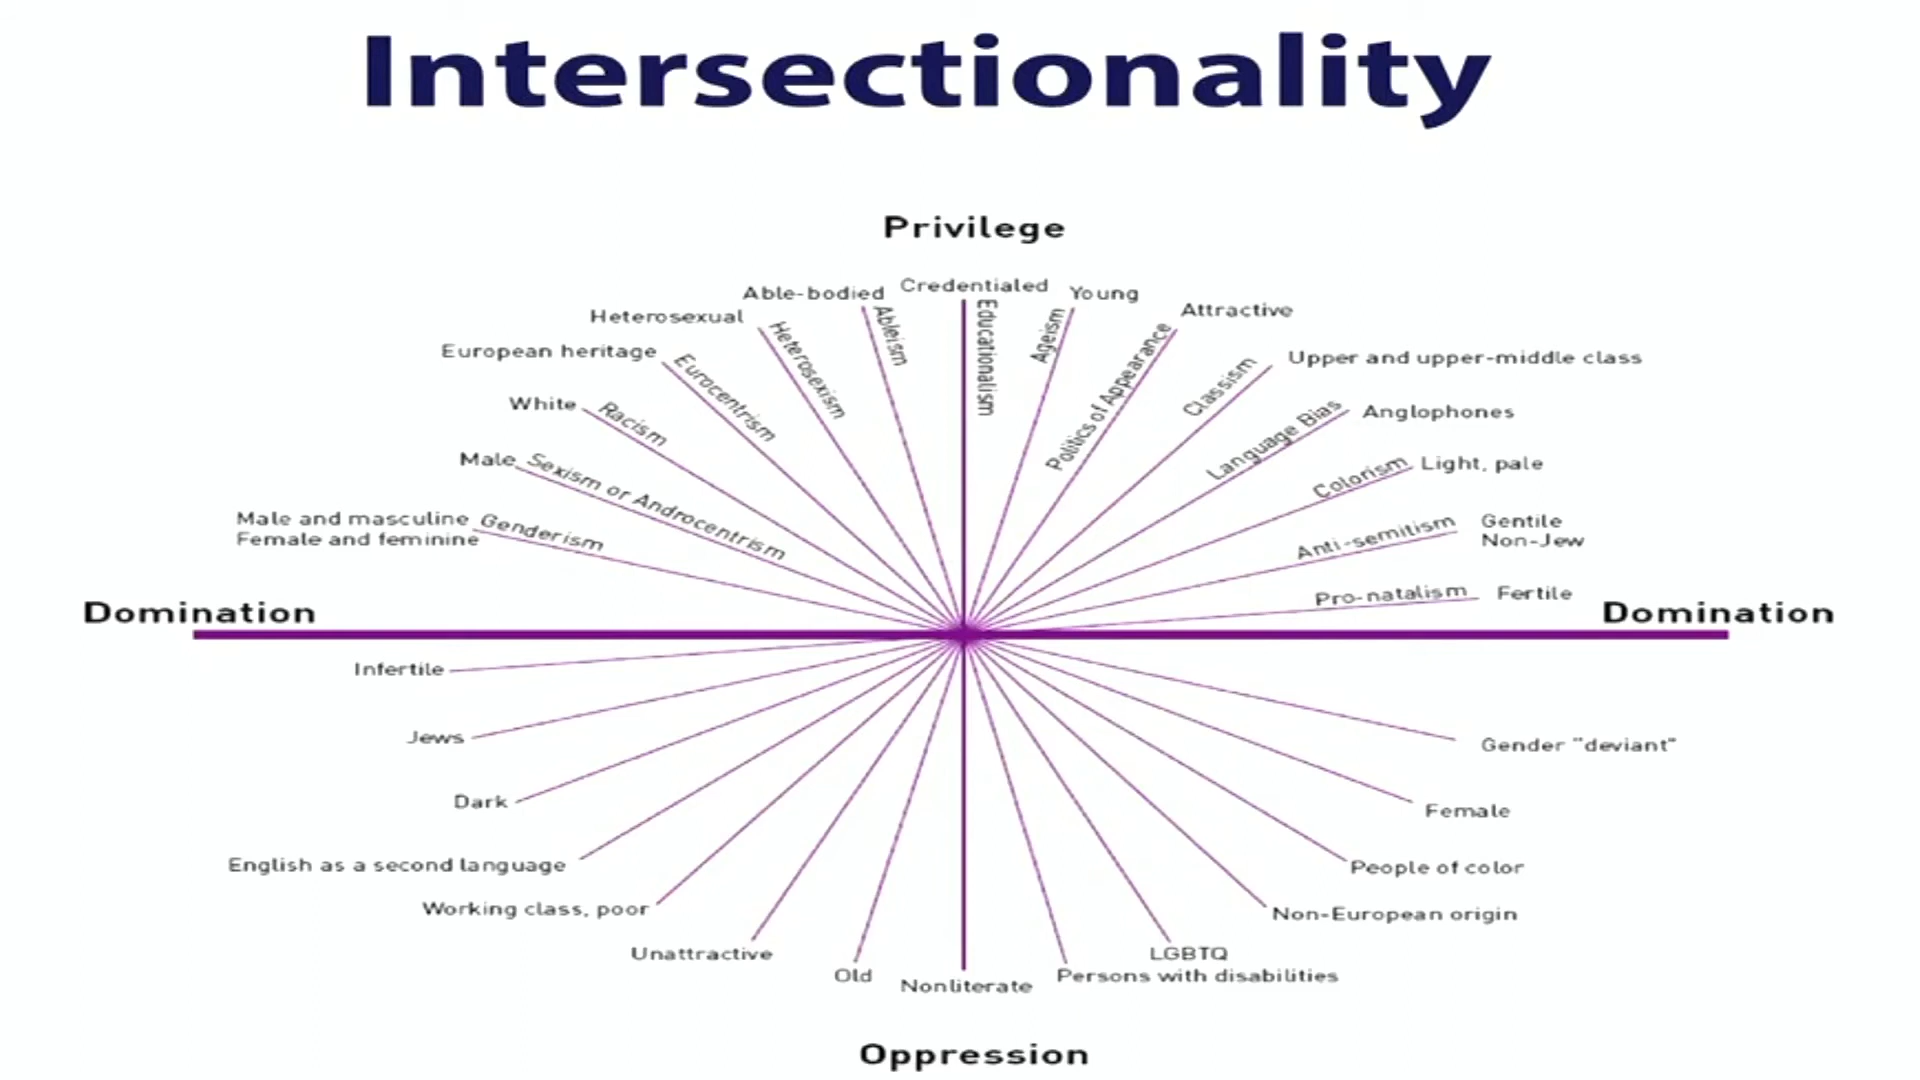 Intersectionality
Privilege
Credentialed
Able-bodied
Young
Heterosexual
Attractive
European heritage
Upper and upper-middle class
White
Anglophones
Male
Light, pale
Male and masculine
Female and feminine
Gentile
Non-Jew
Fertile
Genderism
Sexism or Androcentrism
Racism
Eurocentrism
Heterosexism
Ableism
Educationalism
Ageism
Politics of Appearance
Classism
Language Bias
Colorism
Anti-semitism
Pro-natalism
Domination
Domination
Infertile
Jews
Gender "deviant"
Dark
Female
English as a second language
People of color
Working class, poor
Non-European origin
Unattractive
LGBTQ
Old
Persons with disabilities
Nonliterate
Oppression